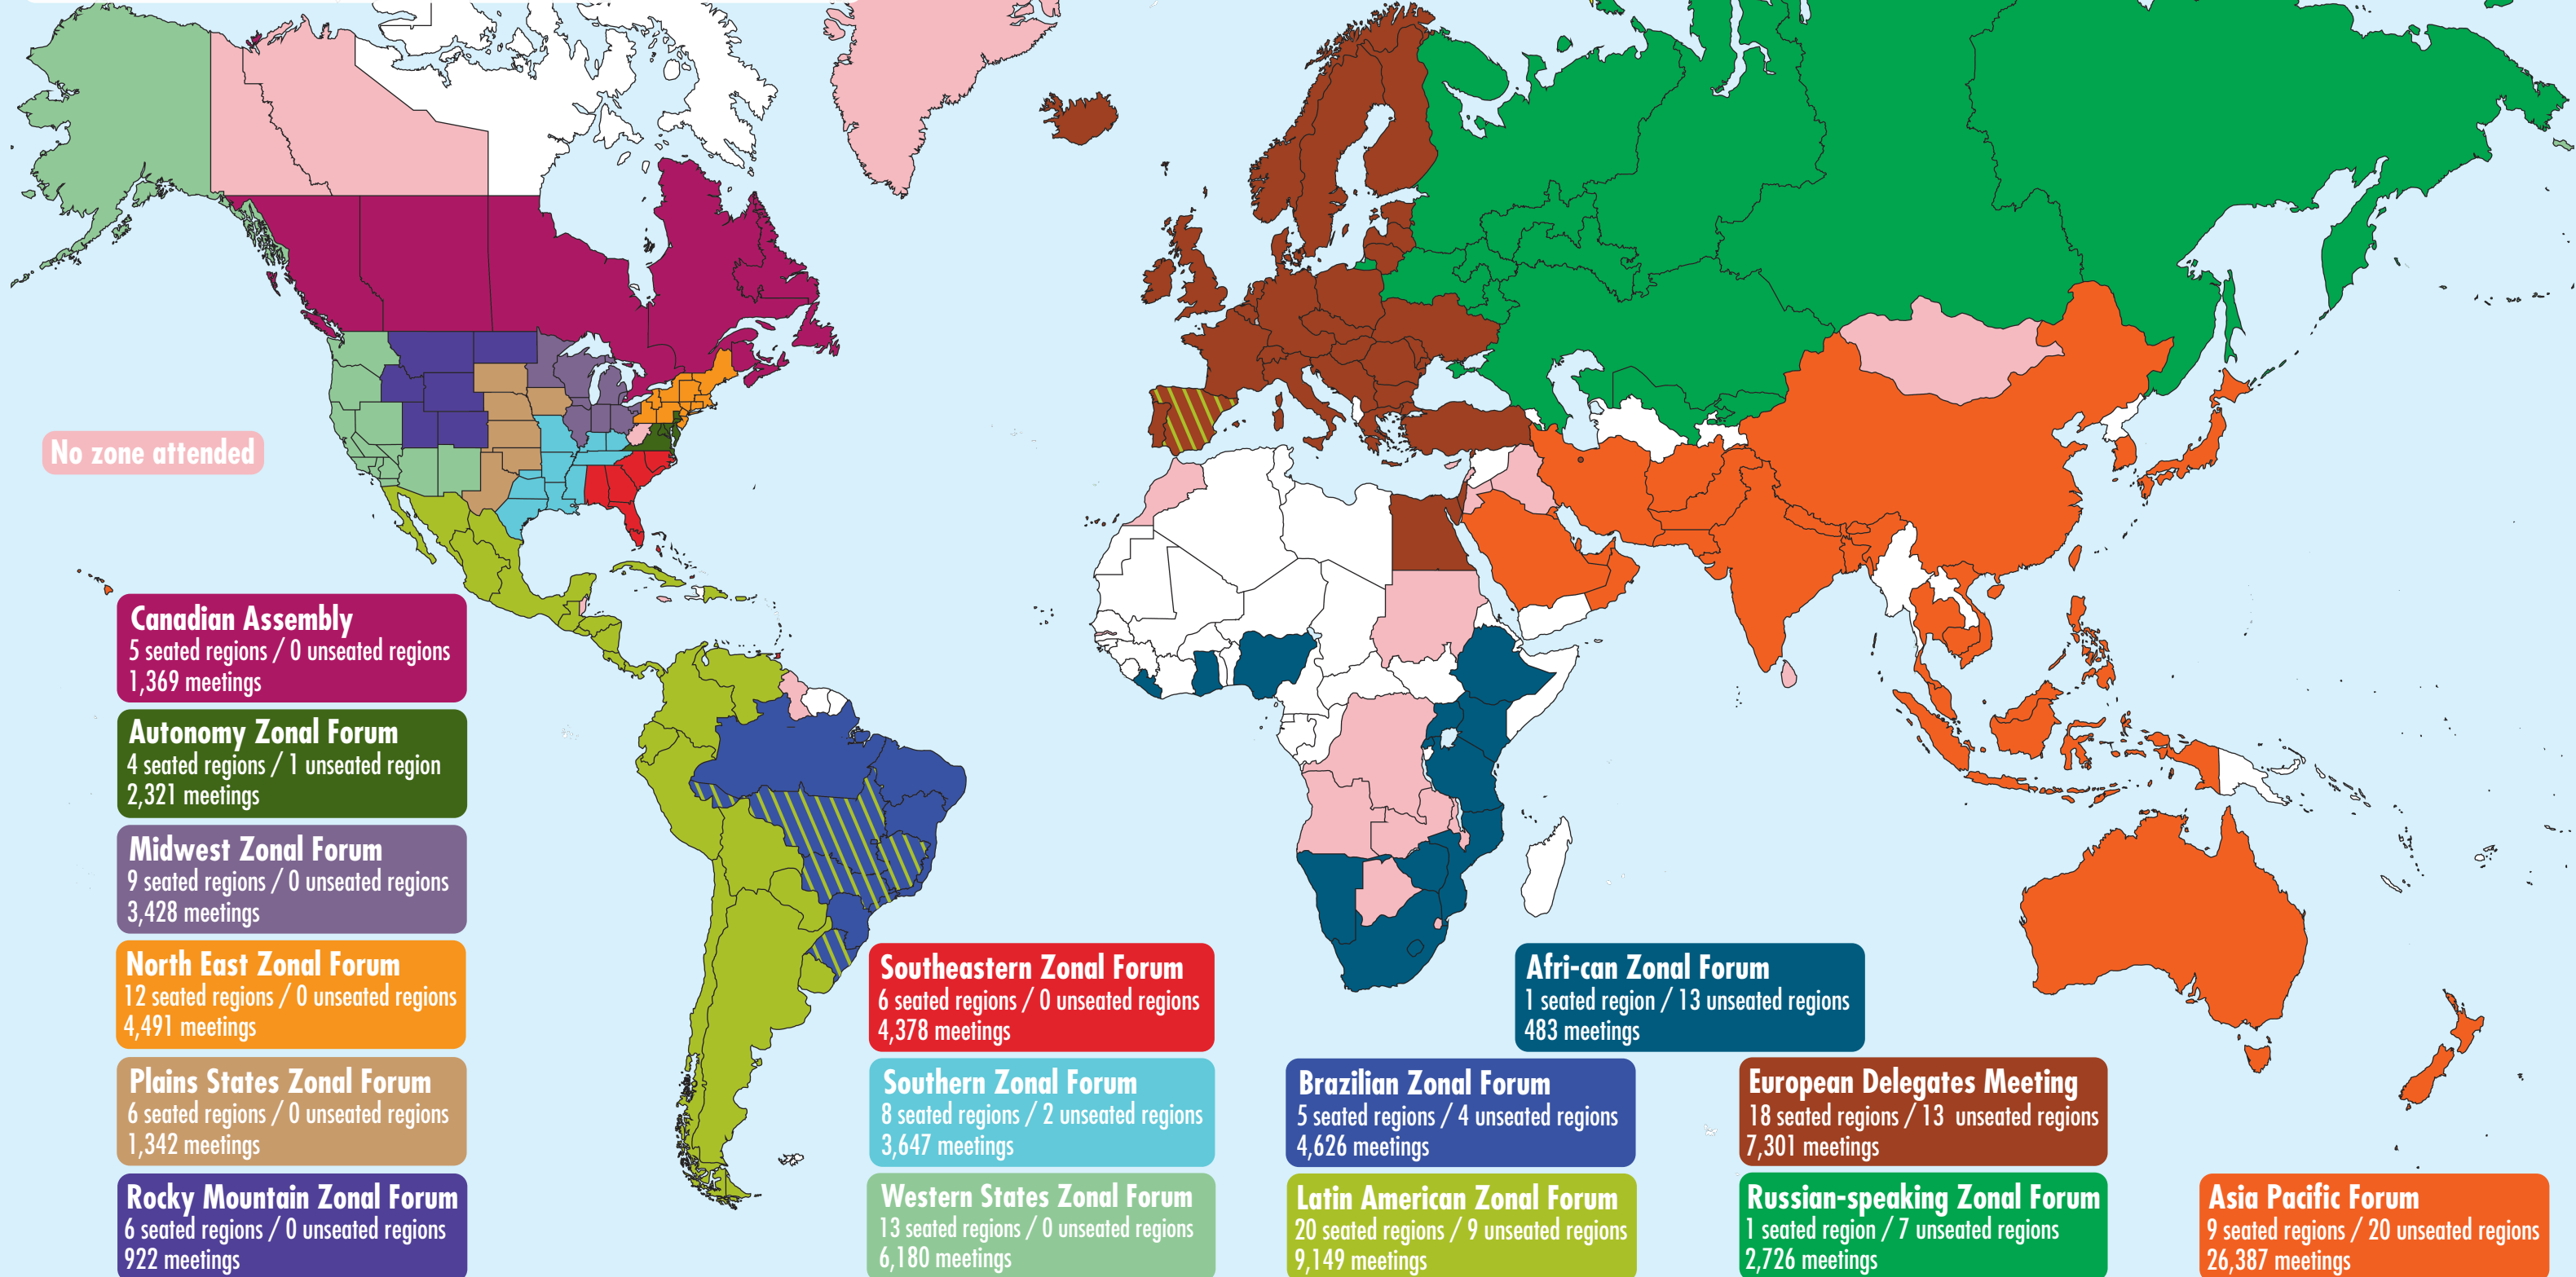 No zone attended
Canadian Assembly
5 seated regions / 0 unseated regions
1,369 meetings
Autonomy Zonal Forum
4 seated regions / 1 unseated region
2,321 meetings
Midwest Zonal Forum
9 seated regions / 0 unseated regions
3,428 meetings
North East Zonal Forum
12 seated regions / 0 unseated regions
4,491 meetings
Plains States Zonal Forum
6 seated regions / 0 unseated regions
1,342 meetings
Rocky Mountain Zonal Forum
6 seated regions / 0 unseated regions
922 meetings
Southeastern Zonal Forum
6 seated regions / 0 unseated regions
4,378 meetings
Southern Zonal Forum
8 seated regions / 2 unseated regions
3,647 meetings
Western States Zonal Forum
13 seated regions / 0 unseated regions
6,180 meetings
Afri-can Zonal Forum
1 seated region / 13 unseated regions
483 meetings
Brazilian Zonal Forum
5 seated regions / 4 unseated regions
4,626 meetings
Latin American Zonal Forum
20 seated regions / 9 unseated regions
9,149 meetings
European Delegates Meeting
18 seated regions / 13 unseated regions
7,301 meetings
Russian-speaking Zonal Forum
1 seated region / 7 unseated regions
2,726 meetings
Asia Pacific Forum
9 seated regions / 20 unseated regions
26,387 meetings